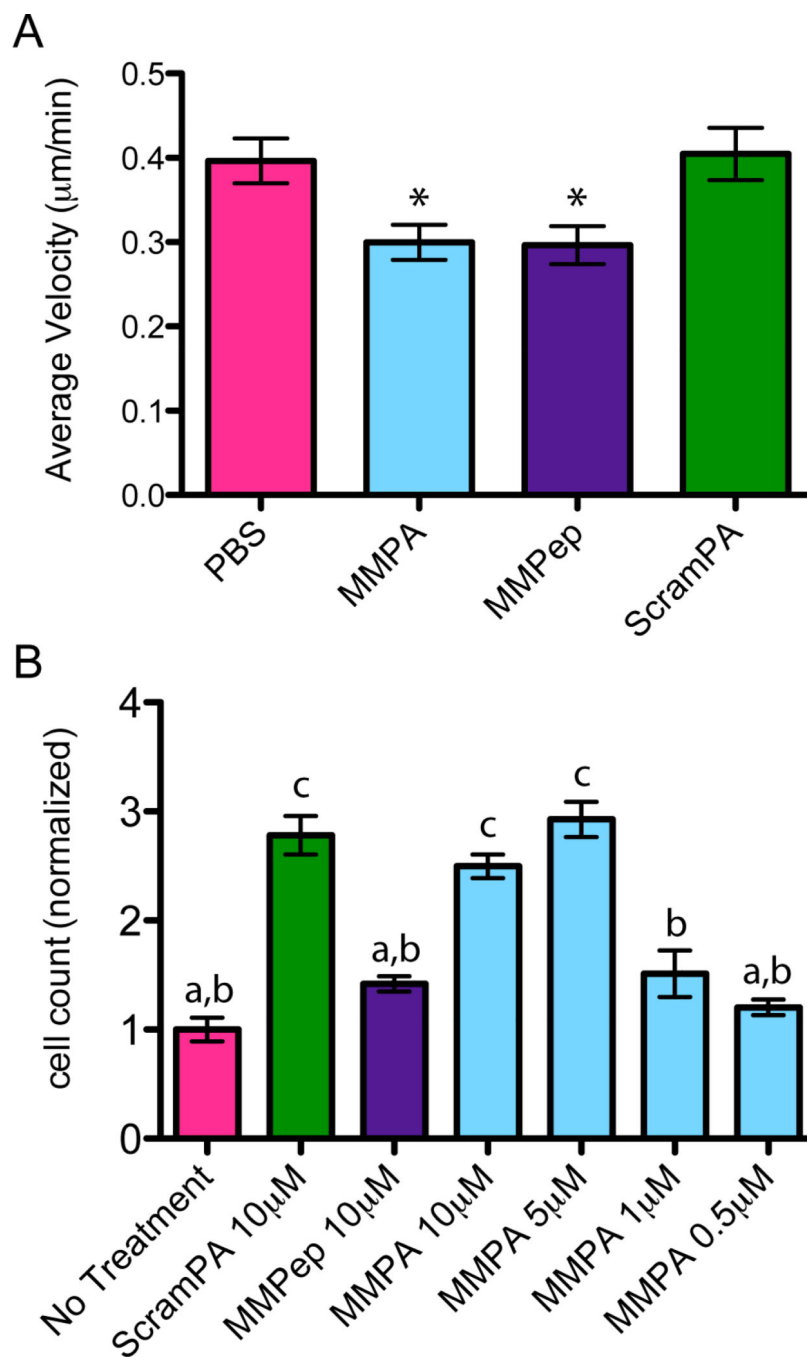 A
Average Velocity (μm/min)
0.5
0.4
0.3
0.2
0.1
0.0
*
*
PBS
MMPA
MMPep
ScramPA
B
cell count (normalized)
4
3
2
1
0
a,b
c
a,b
c
c
b
a,b
No Treatment
ScramPA 10μM
MMPep 10μM
MMPA 10μM
MMPA 5μM
MMPA 1μM
MMPA 0.5μM